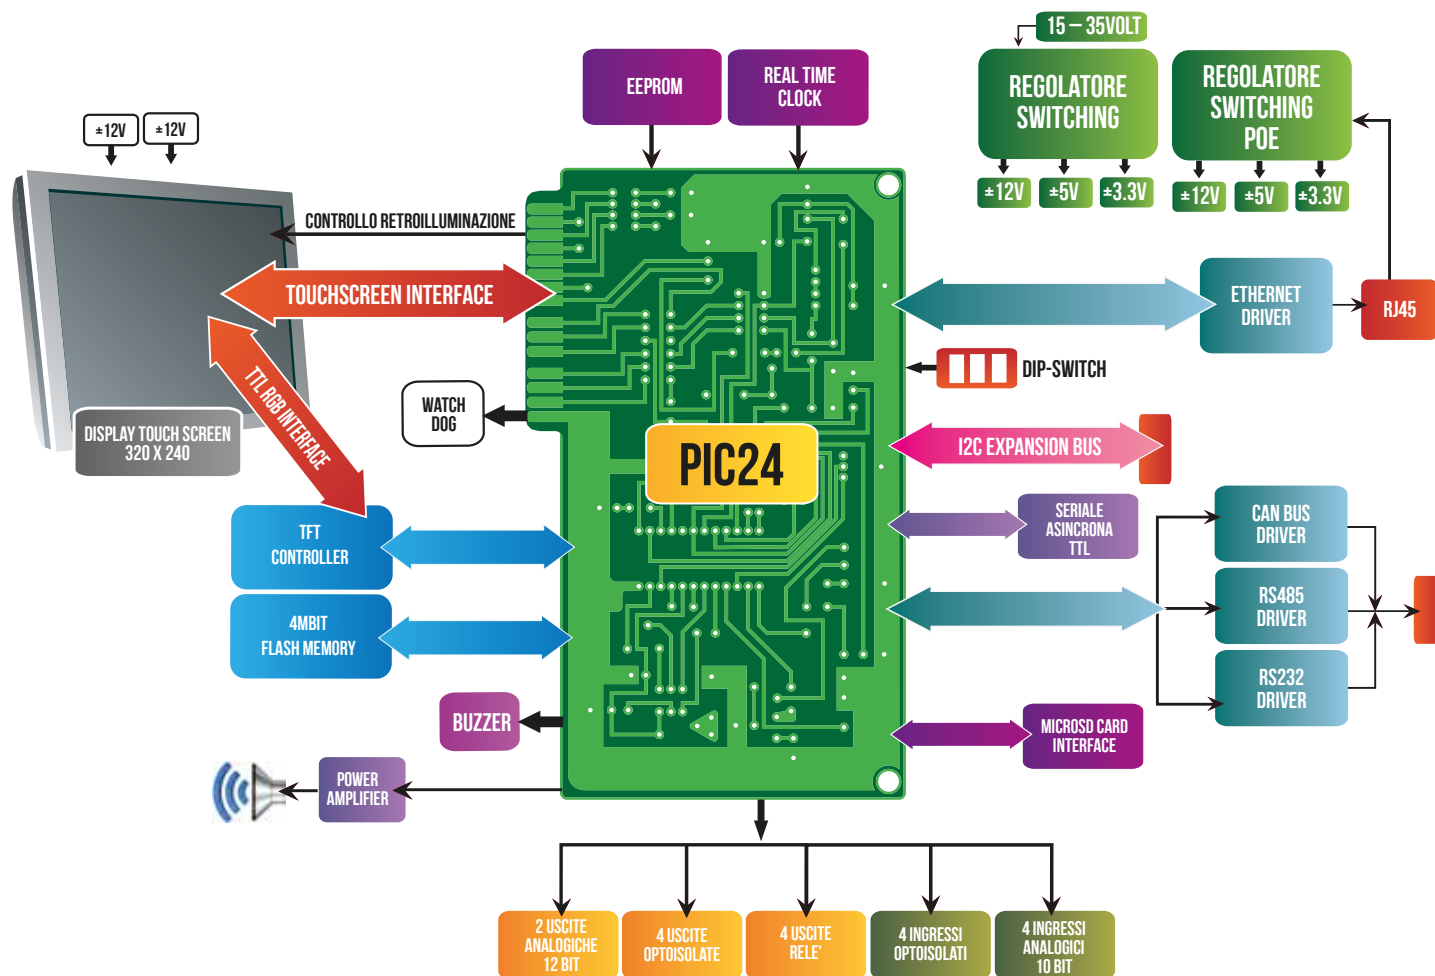 15 – 35VOLT
EEPROM
REAL TIME
CLOCK
REGOLATORE
SWITCHING
REGOLATORE
SWITCHING
POE
±12V
±12V
±12V
±5V
±3.3V
±12V
±5V
±3.3V
CONTROLLO RETROILLUMINAZIONE
TOUCHSCREEN INTERFACE
ETHERNET
DRIVER
RJ45
DIP-SWITCH
TTL RGB INTERFACE
WATCH
DOG
DISPLAY TOUCH SCREEN
320 X 240
PIC24
I2C EXPANSION BUS
TFT
CONTROLLER
SERIALE
ASINCRONA
TTL
CAN BUS
DRIVER
4MBIT
FLASH MEMORY
RS485
DRIVER
RS232
DRIVER
BUZZER
MICROSD CARD
INTERFACE
POWER
AMPLIFIER
2 USCITE
ANALOGICHE
12 BIT
4 USCITE
OPTOISOLATE
4 USCITE
RELE'
4 INGRESSI
OPTOISOLATI
4 INGRESSI
ANALOGICI
10 BIT